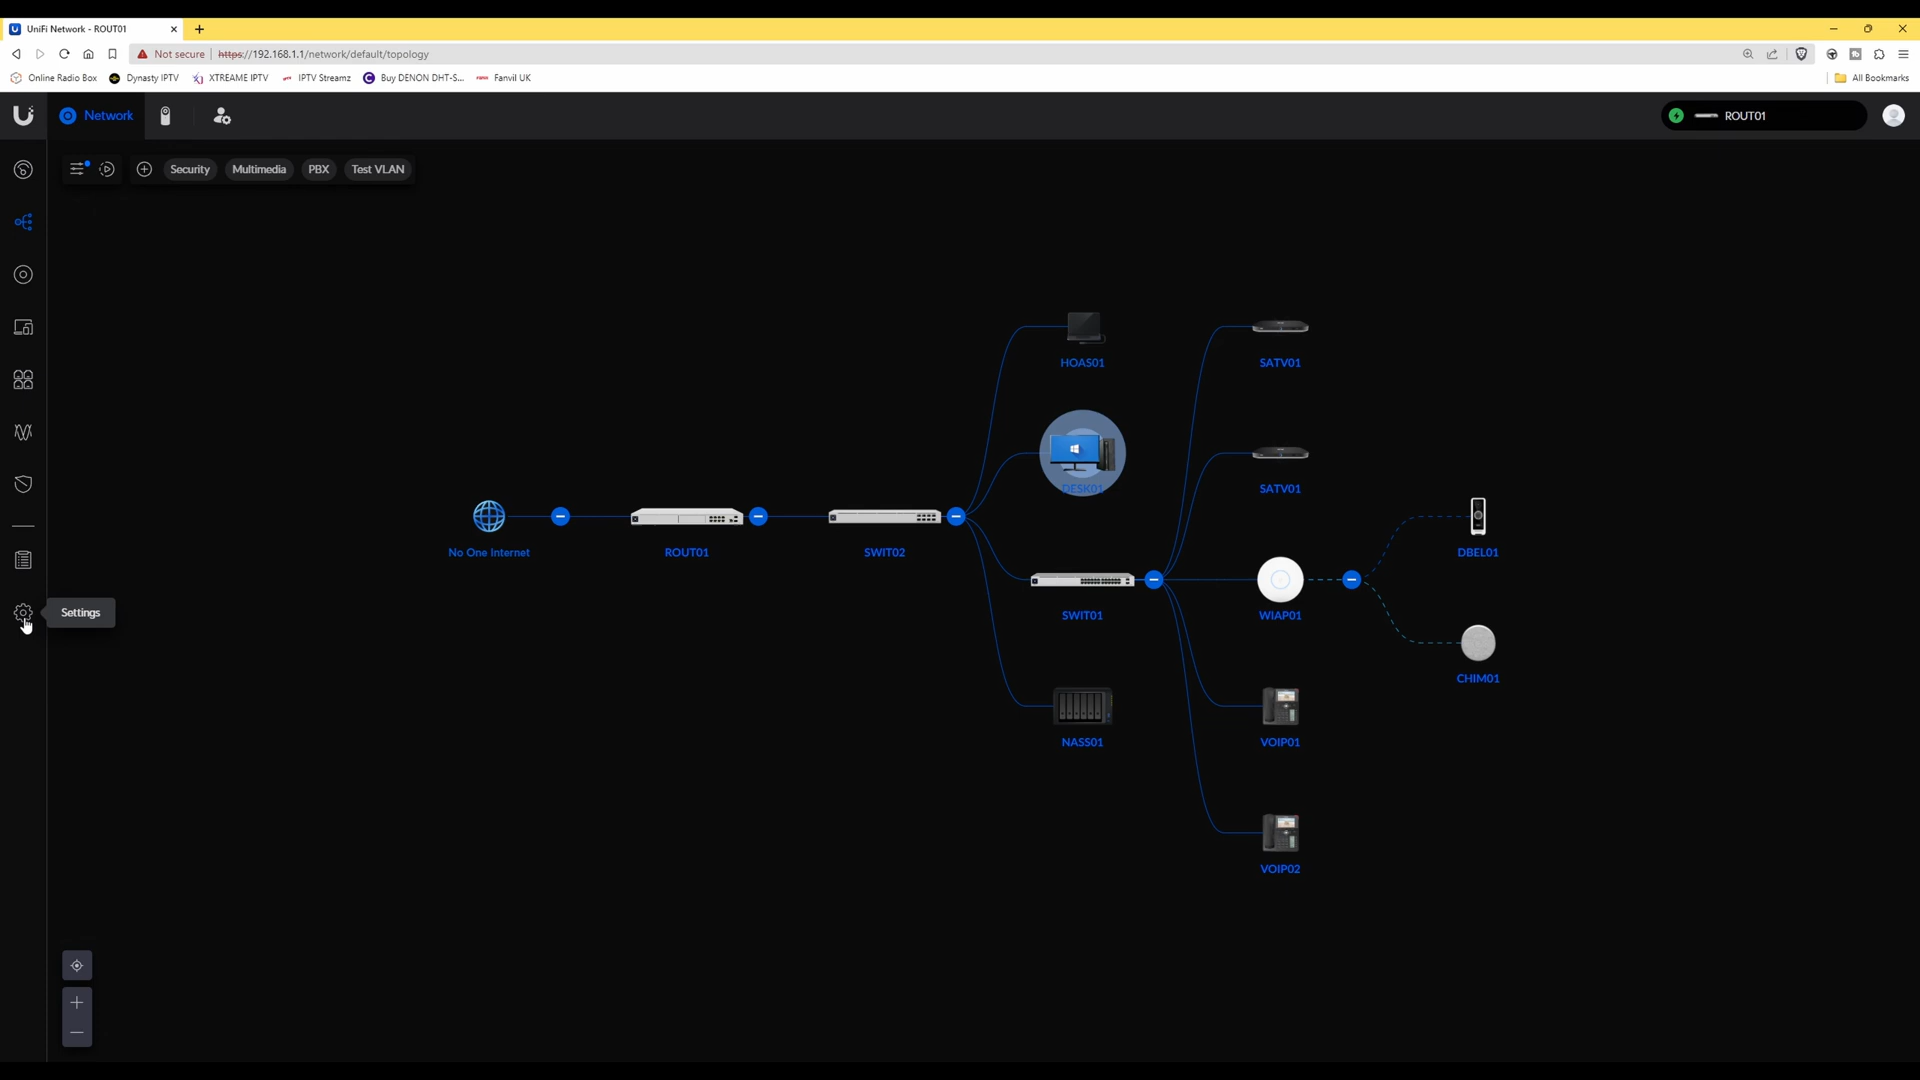 UniFi Network - ROUT01
Not secure | https://192.168.1.1/network/default/topology
Online Radio Box Dynasty IPTV XTREAME IPTV IPTV Streamz Buy DENON DHT-S... Fanvil UK All Bookmarks
Network ROUT01
Security Multimedia PBX Test VLAN
HOAS01 SATV01
DESK01 SATV01
No One Internet ROUT01 SWIT02 DBEL01
Settings SWIT01 WIAP01
CHIM01
NASS01 VOIP01
VOIP02